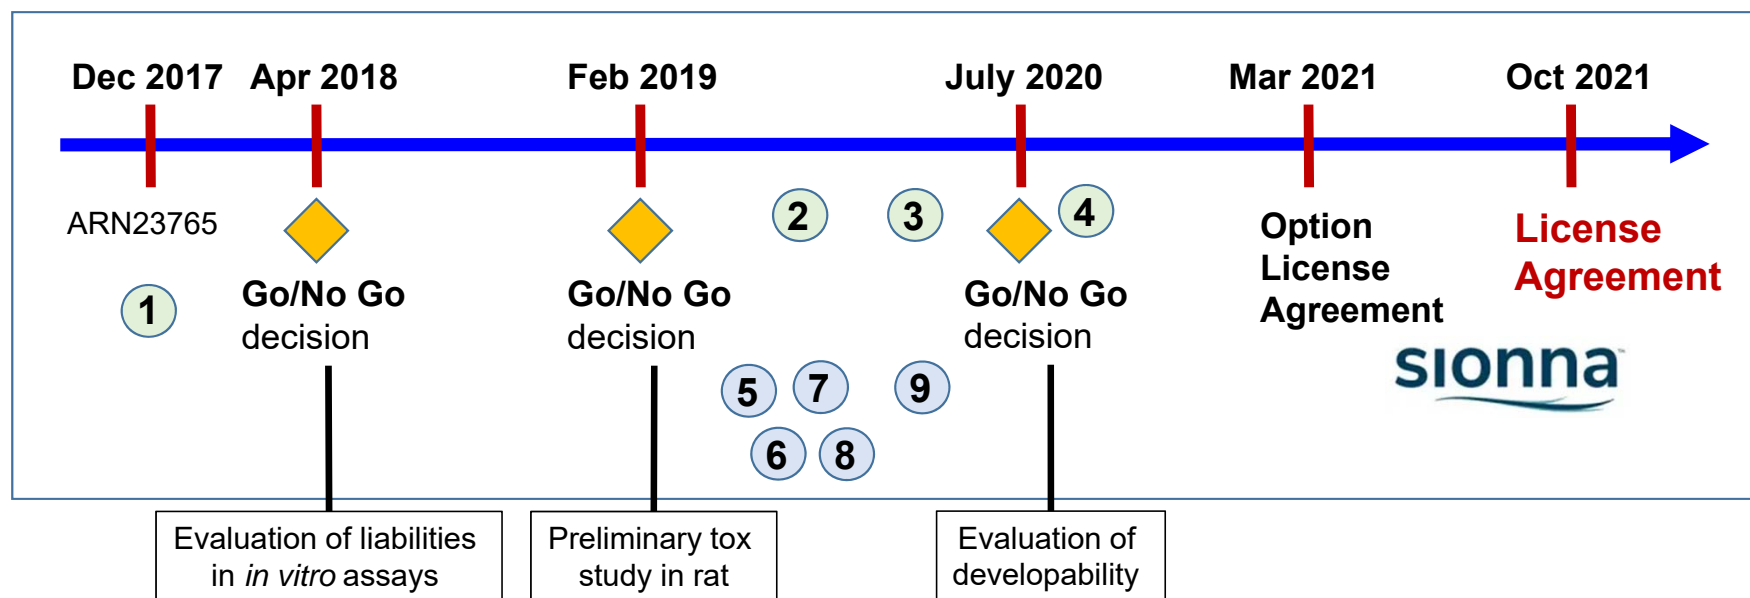 Dec 2017
Apr 2018
Feb 2019
July 2020
Mar 2021
Oct 2021
ARN23765
1
Go/No Go
decision
Go/No Go
decision
2
3
4
Go/No Go
decision
Option
License
Agreement
License
Agreement
5
7
9
6
8
sionna™
Evaluation of liabilities
in in vitro assays
Preliminary tox
study in rat
Evaluation of
developability